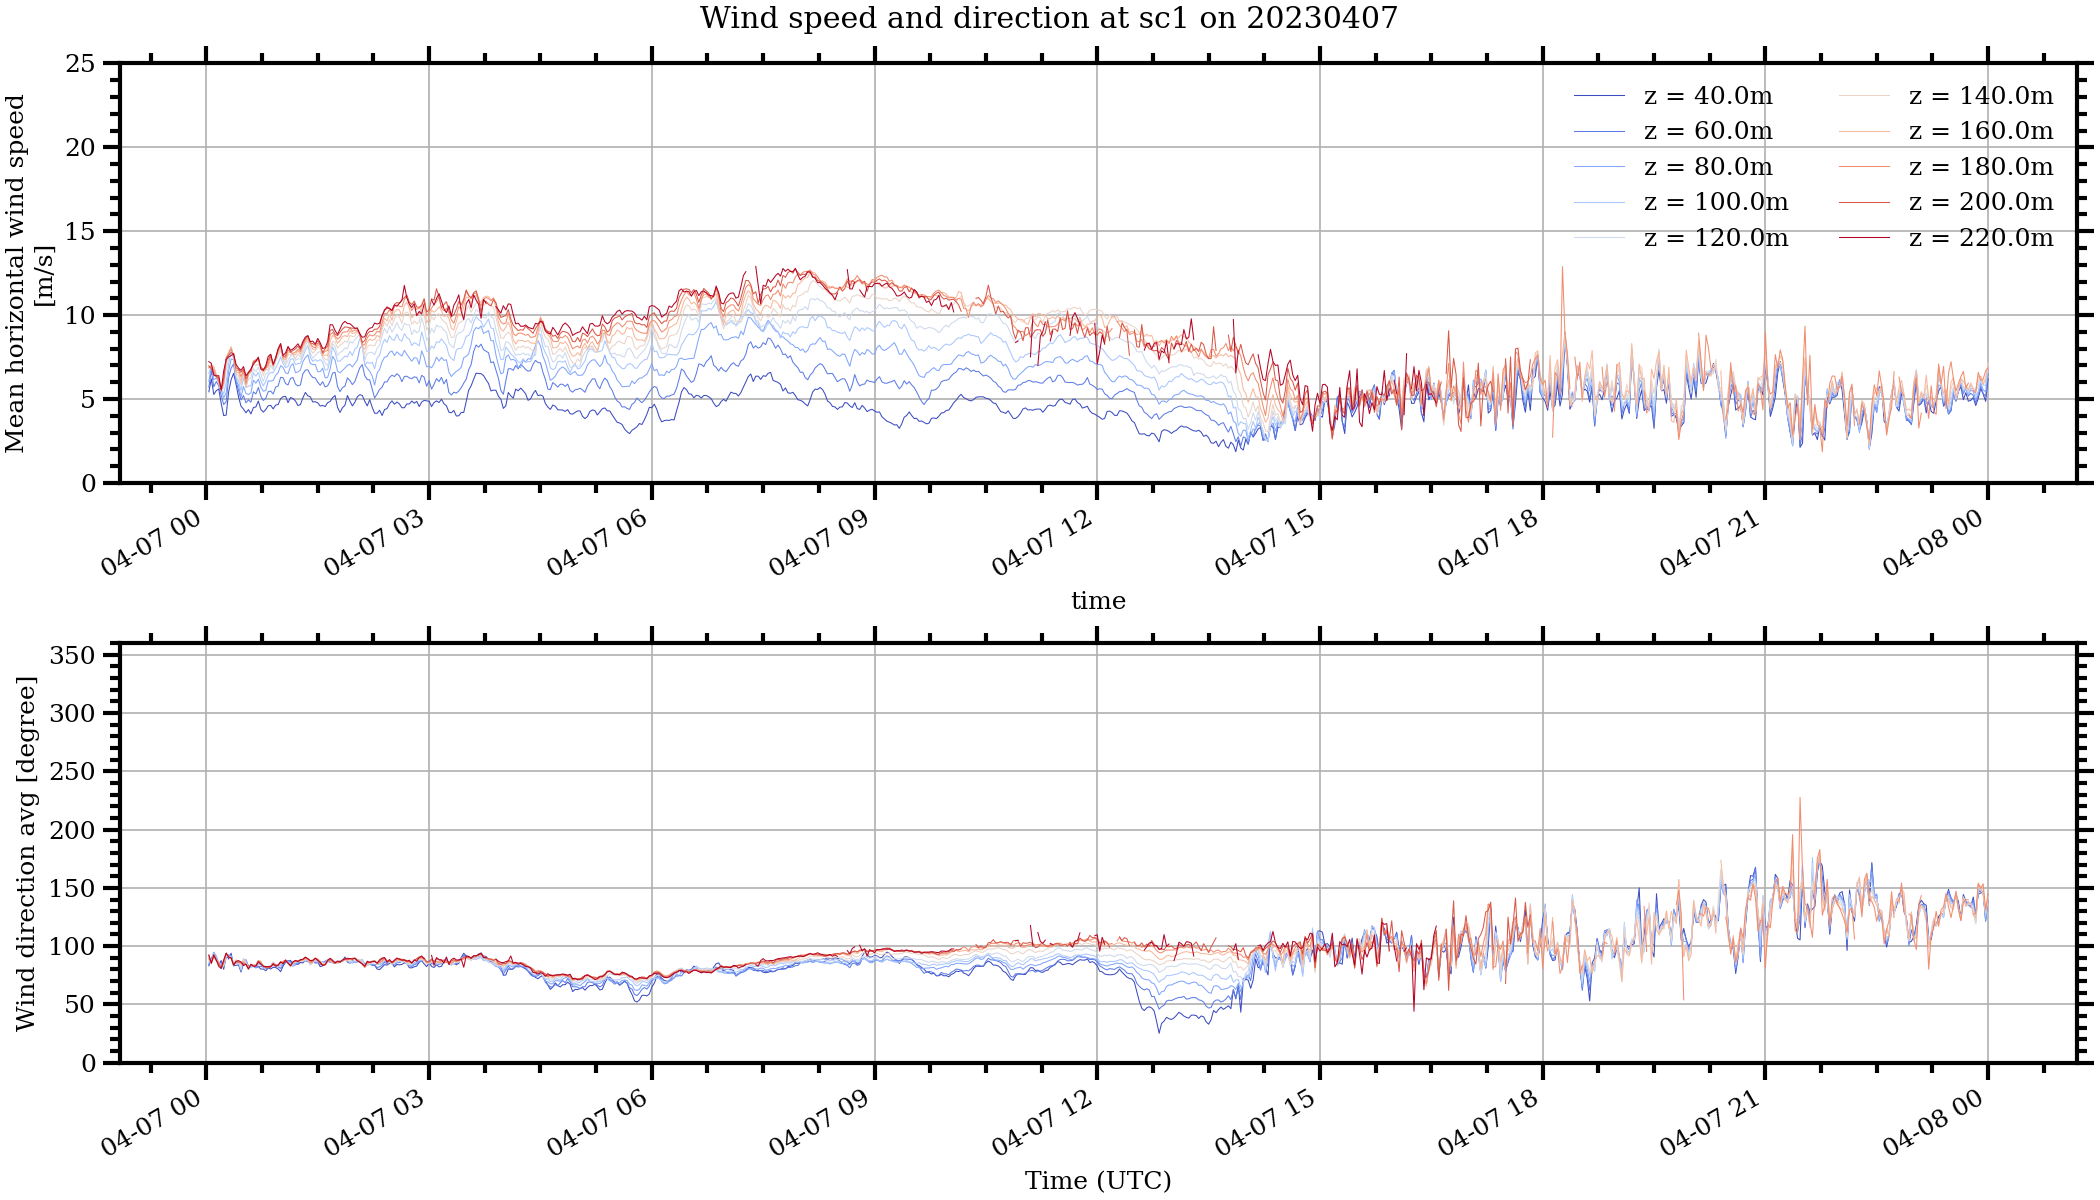 Wind speed and direction at sc1 on 20230407
Mean horizontal wind speed
[m/s]
25
20
15
10
5
0
z = 40.0m
z = 60.0m
z = 80.0m
z = 100.0m
z = 120.0m
z = 140.0m
z = 160.0m
z = 180.0m
z = 200.0m
z = 220.0m
04-07 00
04-07 03
04-07 06
04-07 09
04-07 12
04-07 15
04-07 18
04-07 21
04-08 00
time
Wind direction avg [degree]
350
300
250
200
150
100
50
0
04-07 00
04-07 03
04-07 06
04-07 09
04-07 12
04-07 15
04-07 18
04-07 21
04-08 00
Time (UTC)